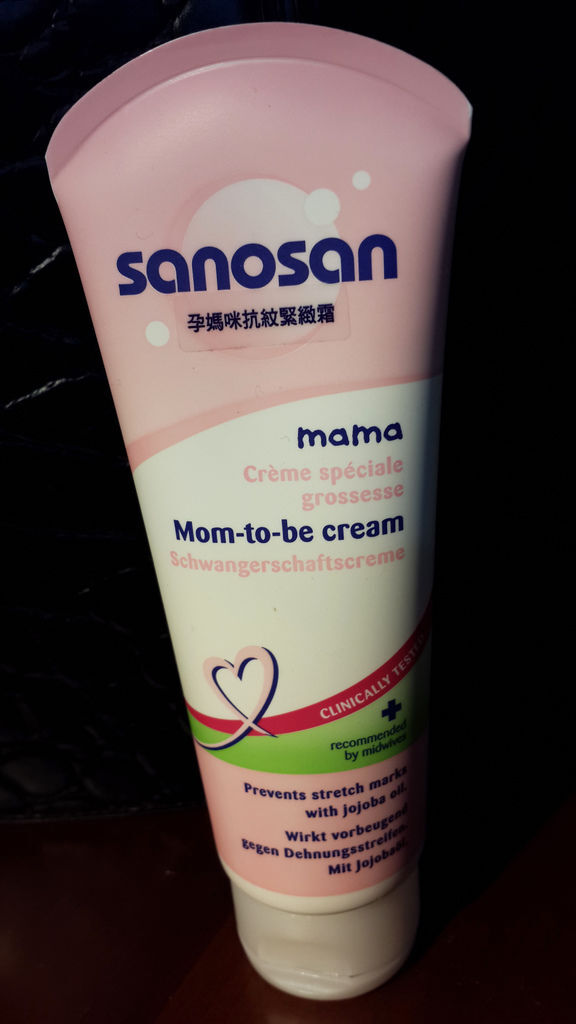 sanosan
孕媽咪抗紋緊緻霜
mama
Crème spéciale
grossesse
Mom-to-be cream
Schwangerschaftscreme
CLINICALLY TESTED
recommended
by midwives
Prevents stretch marks
with jojoba oil.
Wirkt vorbeugend
gegen Dehnungsstreifen.
Mit Jojobaöl.